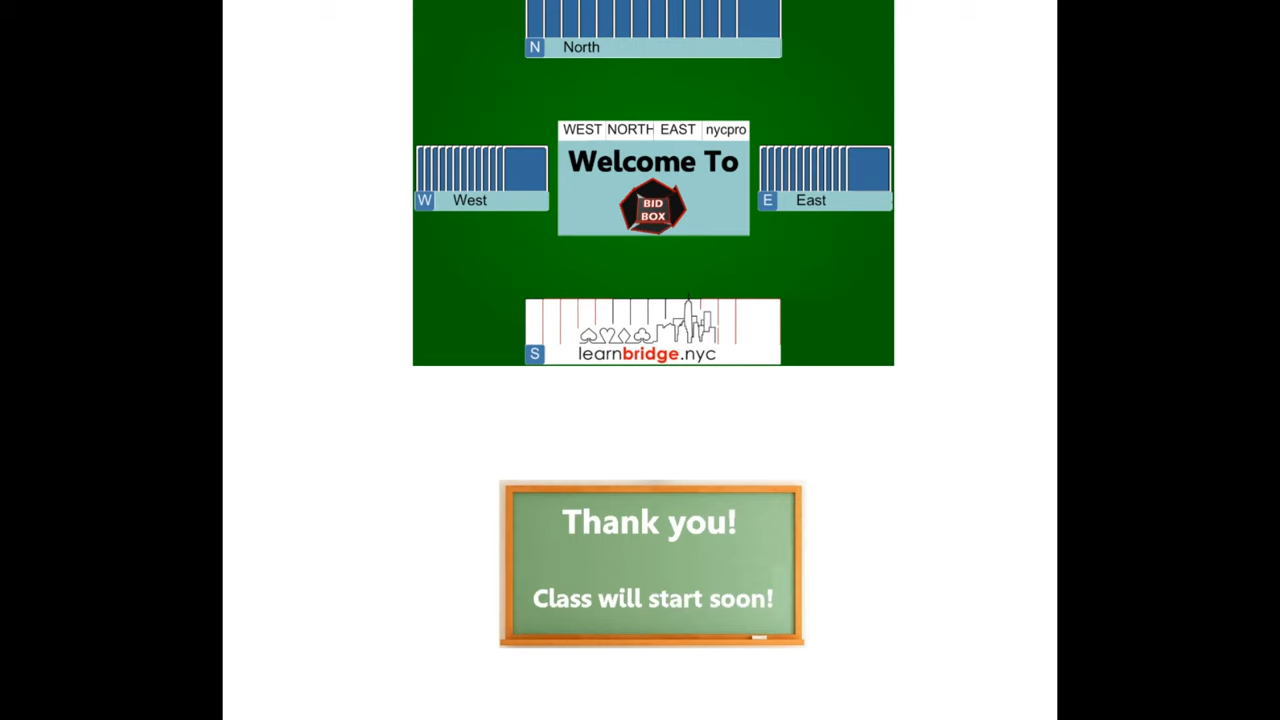 N North
WEST NORTH EAST nycpro
Welcome To
BID
BOX
W West
E East
S
learnbridge.nyc
Thank you!
Class will start soon!